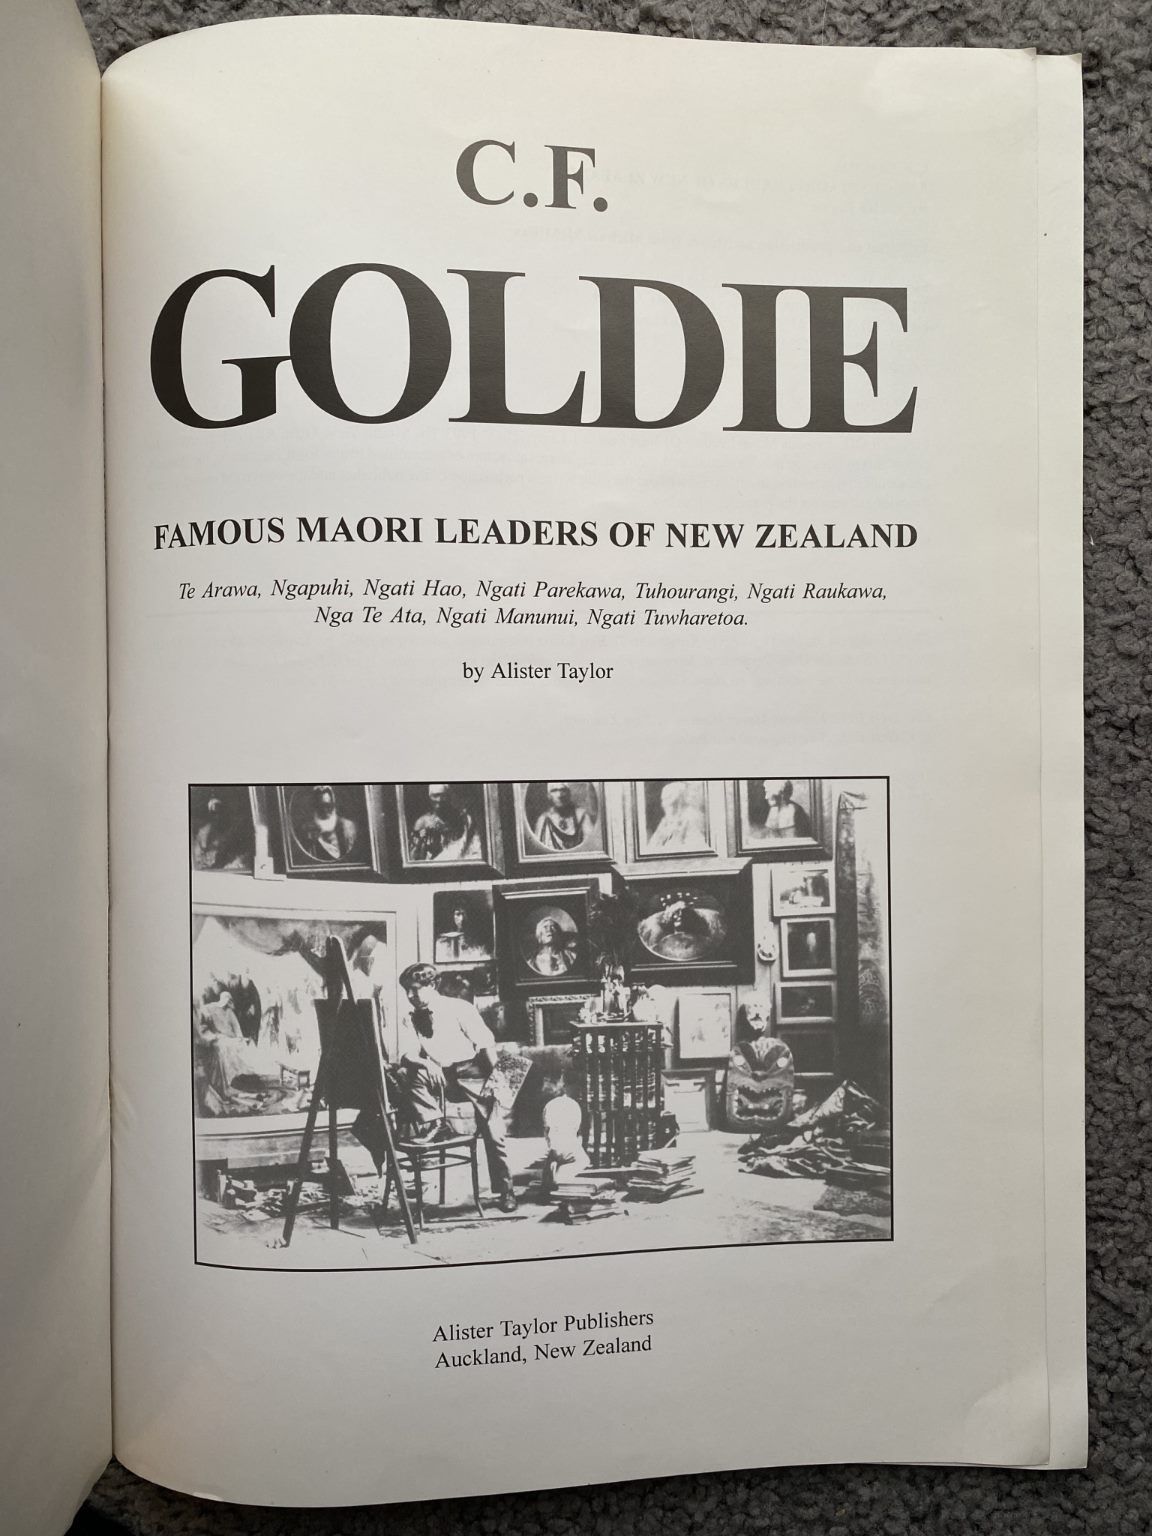 C.F.
GOLDIE
FAMOUS MAORI LEADERS OF NEW ZEALAND
Te Arawa, Ngapuhi, Ngati Hao, Ngati Parekawa, Tuhourangi, Ngati Raukawa,
Nga Te Ata, Ngati Manunui, Ngati Tuwharetoa.
by Alister Taylor
Alister Taylor Publishers
Auckland, New Zealand